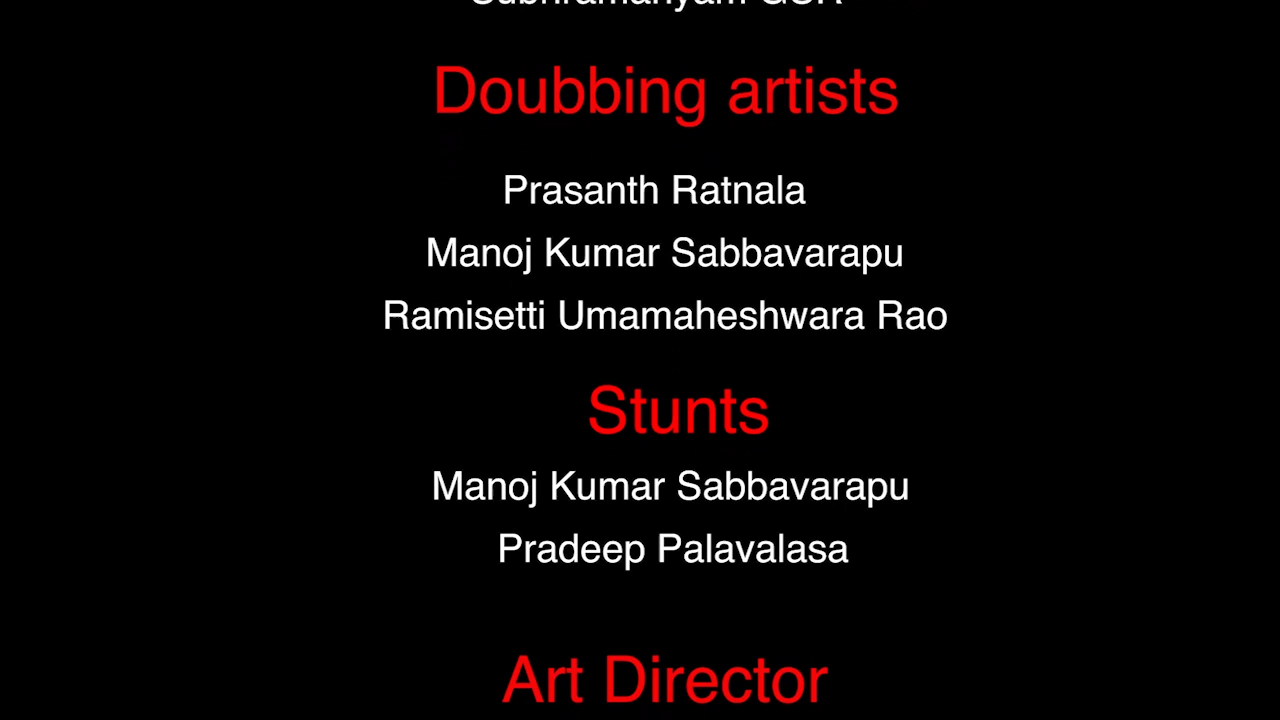 Doubbing artists
Prasanth Ratnala
Manoj Kumar Sabbavarapu
Ramisetti Umamaheshwara Rao
Stunts
Manoj Kumar Sabbavarapu
Pradeep Palavalasa
Art Director